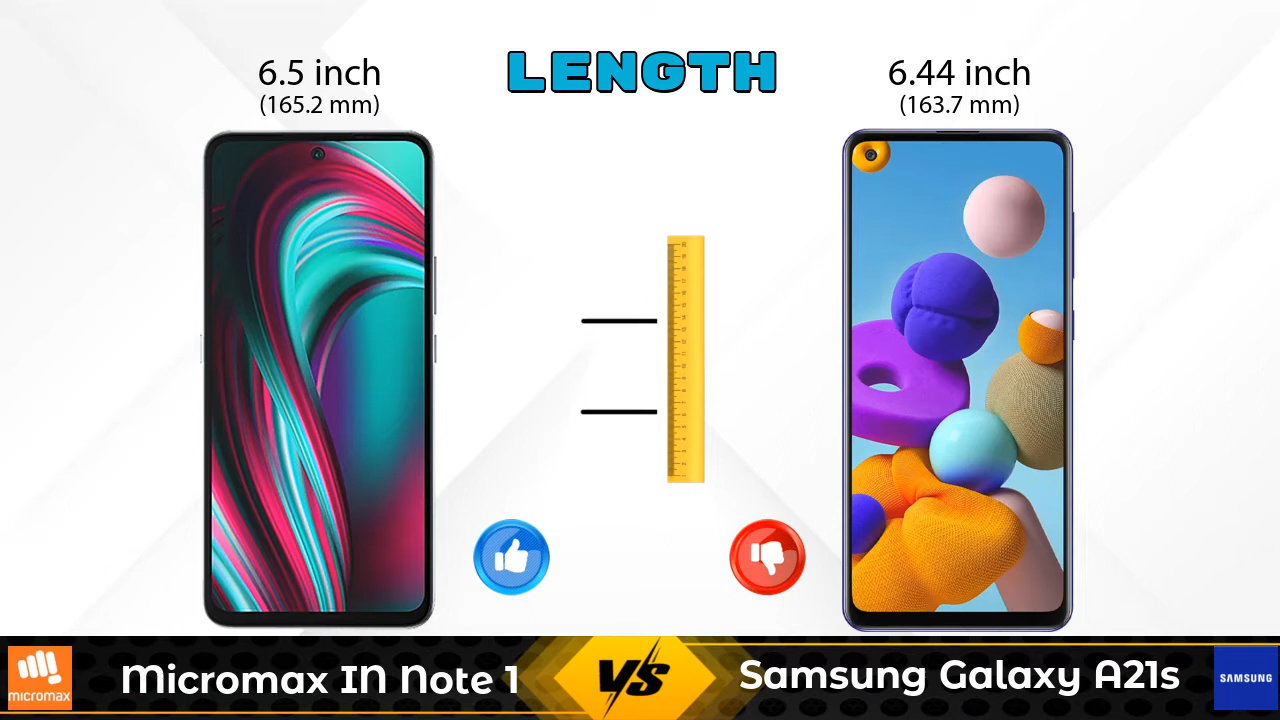 LENGTH
6.5 inch
(165.2 mm)
6.44 inch
(163.7 mm)
micromax
Micromax IN Note 1
VS
Samsung Galaxy A21s
SAMSUNG